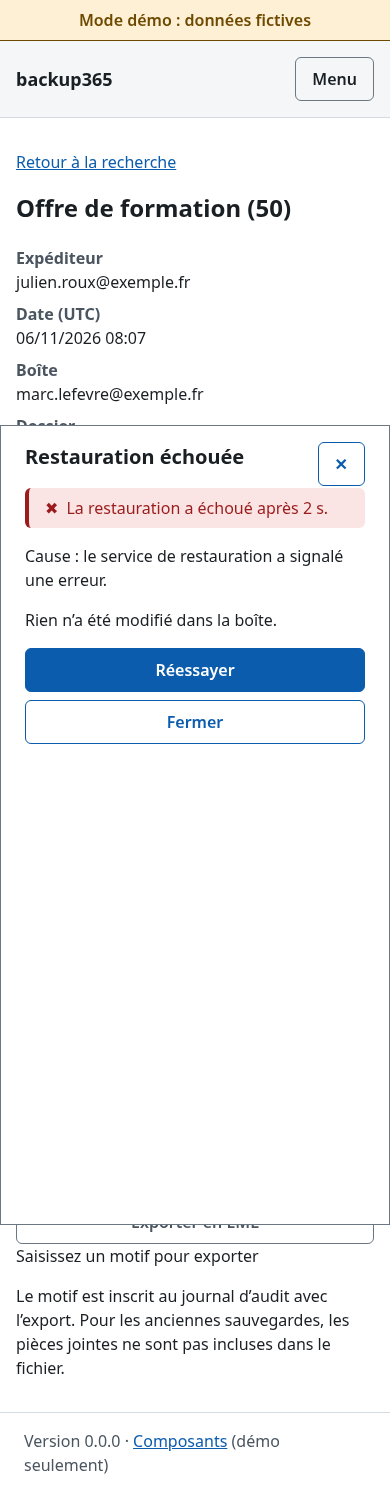 Mode démo : données fictives
backup365
Menu
Retour à la recherche
Offre de formation (50)
Expéditeur
julien.roux@exemple.fr
Date (UTC)
06/11/2026 08:07
Boîte
marc.lefevre@exemple.fr
Dossier
Restauration échouée
✕
✖ La restauration a échoué après 2 s.
Cause : le service de restauration a signalé
une erreur.
Rien n’a été modifié dans la boîte.
Réessayer
Fermer
Exporter en EML
Saisissez un motif pour exporter
Le motif est inscrit au journal d’audit avec
l’export. Pour les anciennes sauvegardes, les
pièces jointes ne sont pas incluses dans le
fichier.
Version 0.0.0 · Composants (démo
seulement)